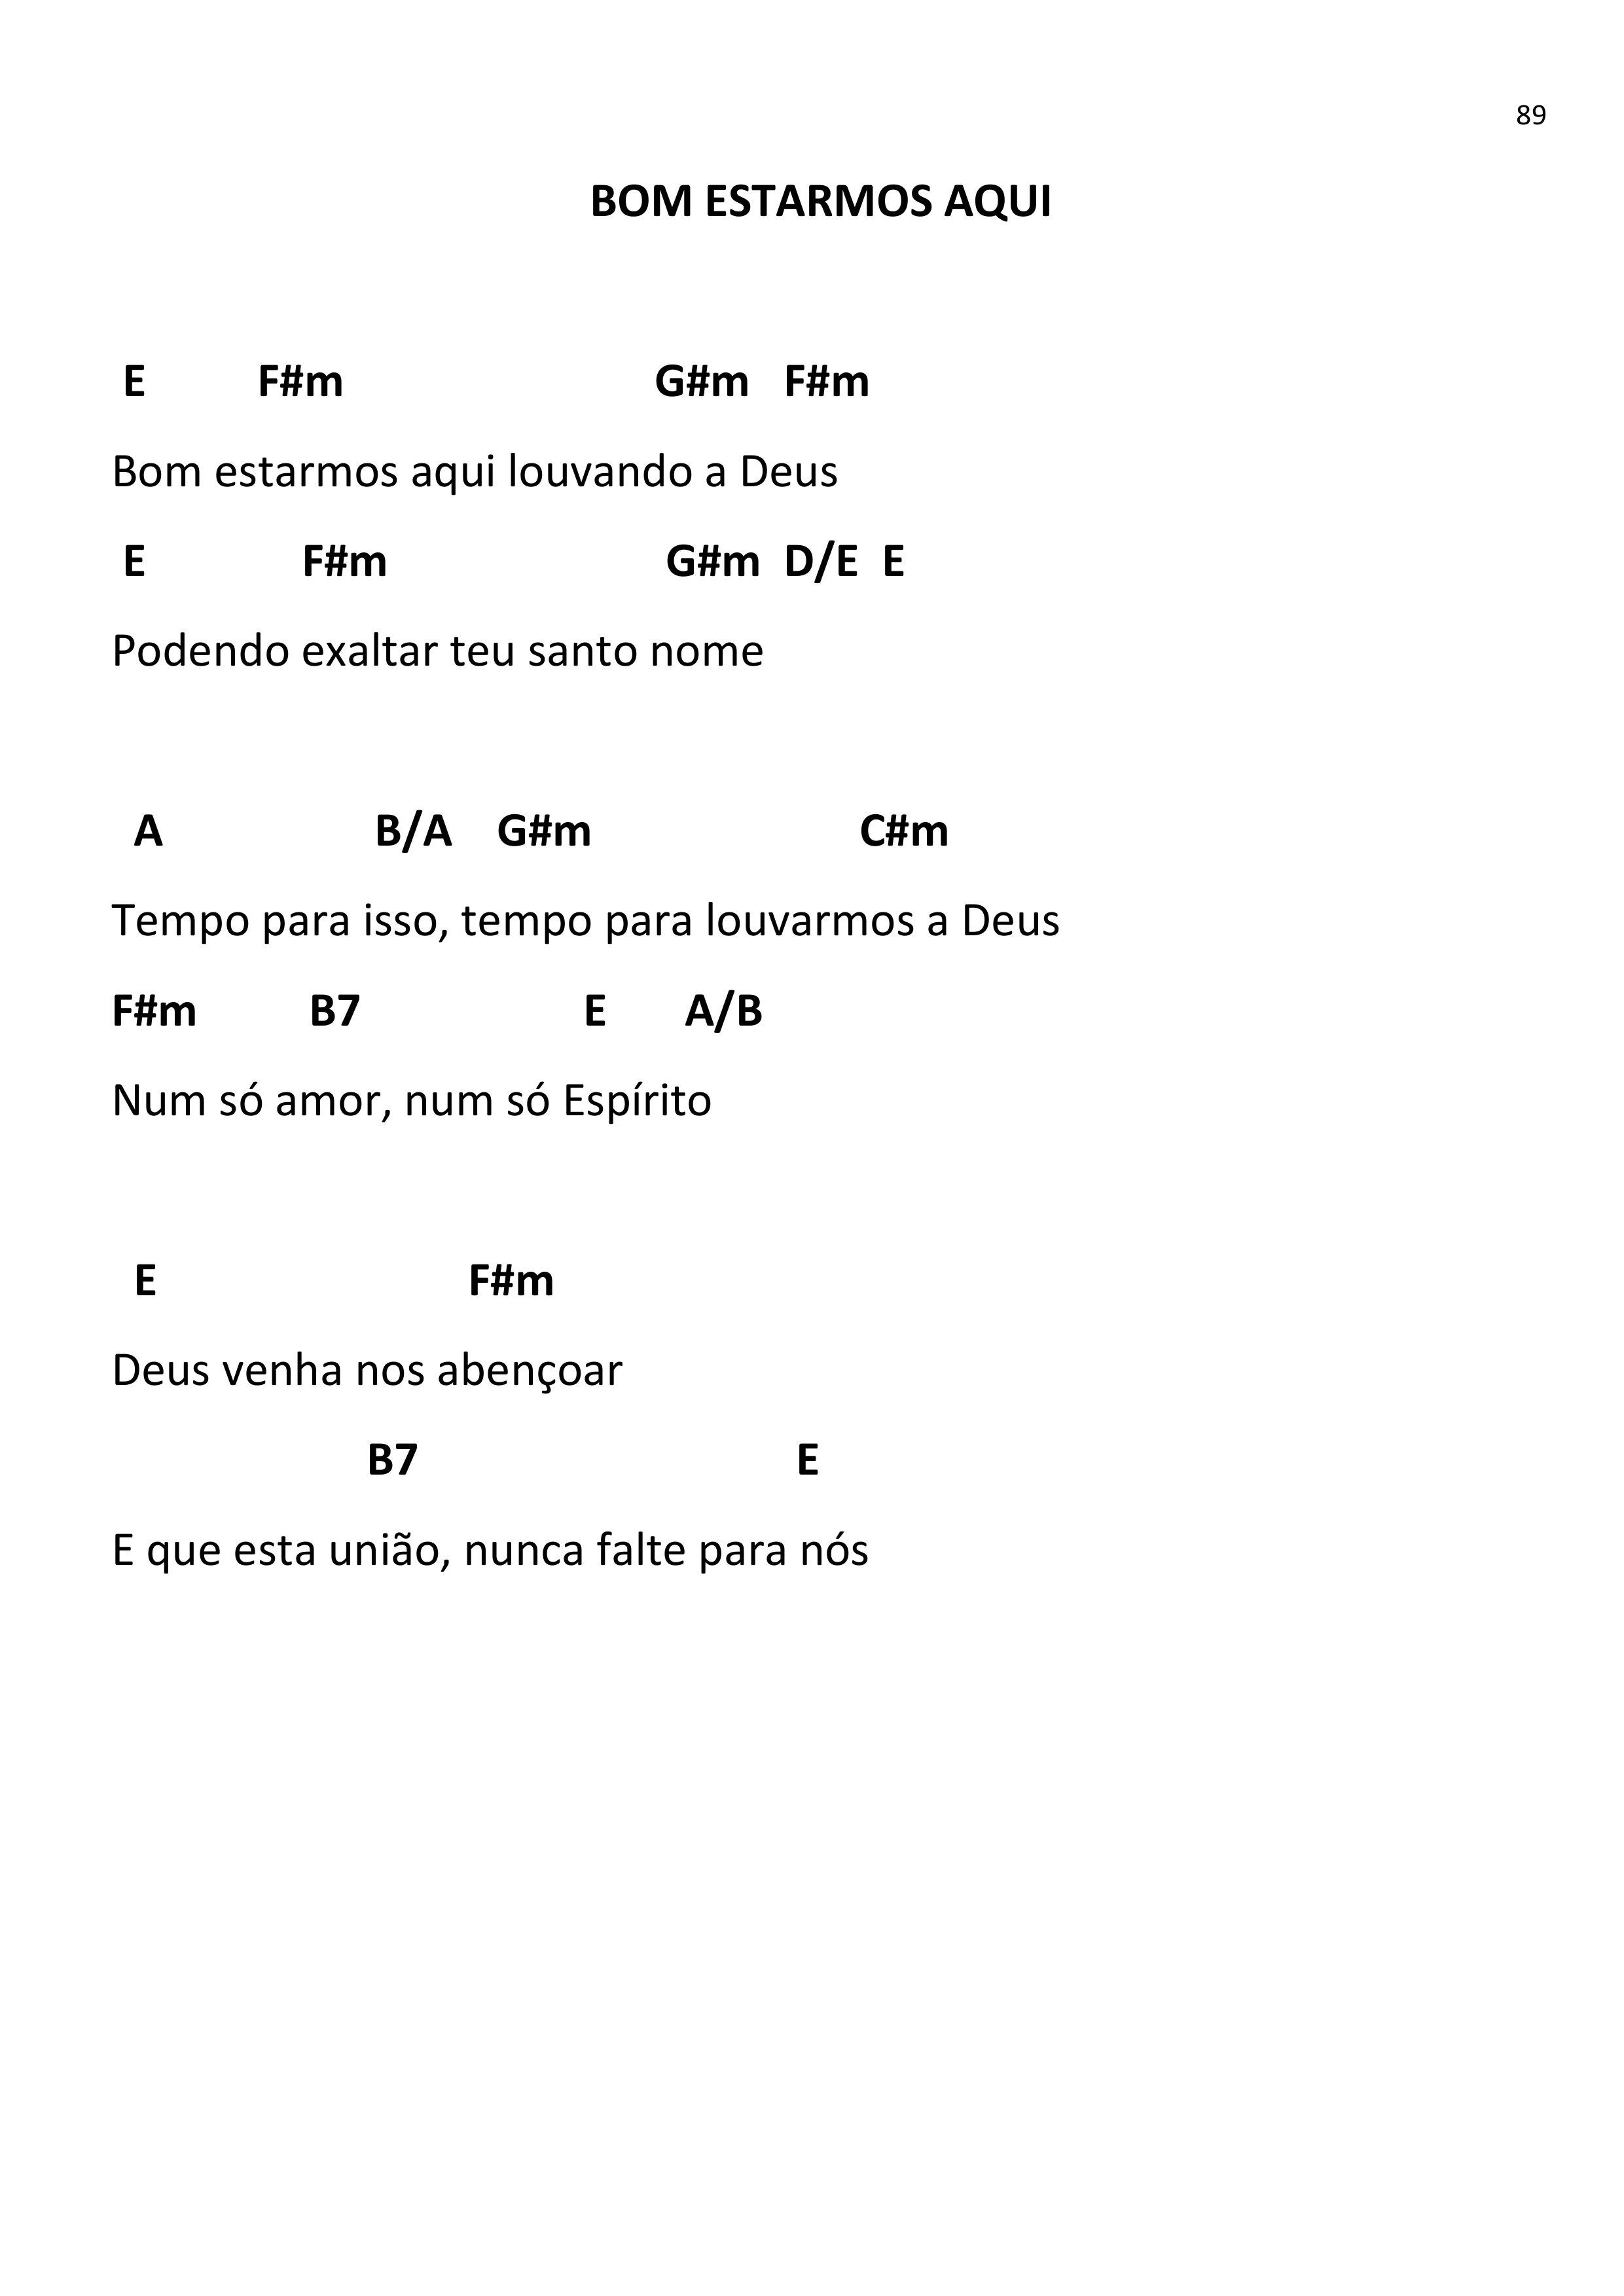 89
BOM ESTARMOS AQUI
E F#m G#m F#m
Bom estarmos aqui louvando a Deus
E F#m G#m D/E E
Podendo exaltar teu santo nome
A B/A G#m C#m
Tempo para isso, tempo para louvarmos a Deus
F#m B7 E A/B
Num só amor, num só Espírito
E F#m
Deus venha nos abençoar
B7 E
E que esta união, nunca falte para nós